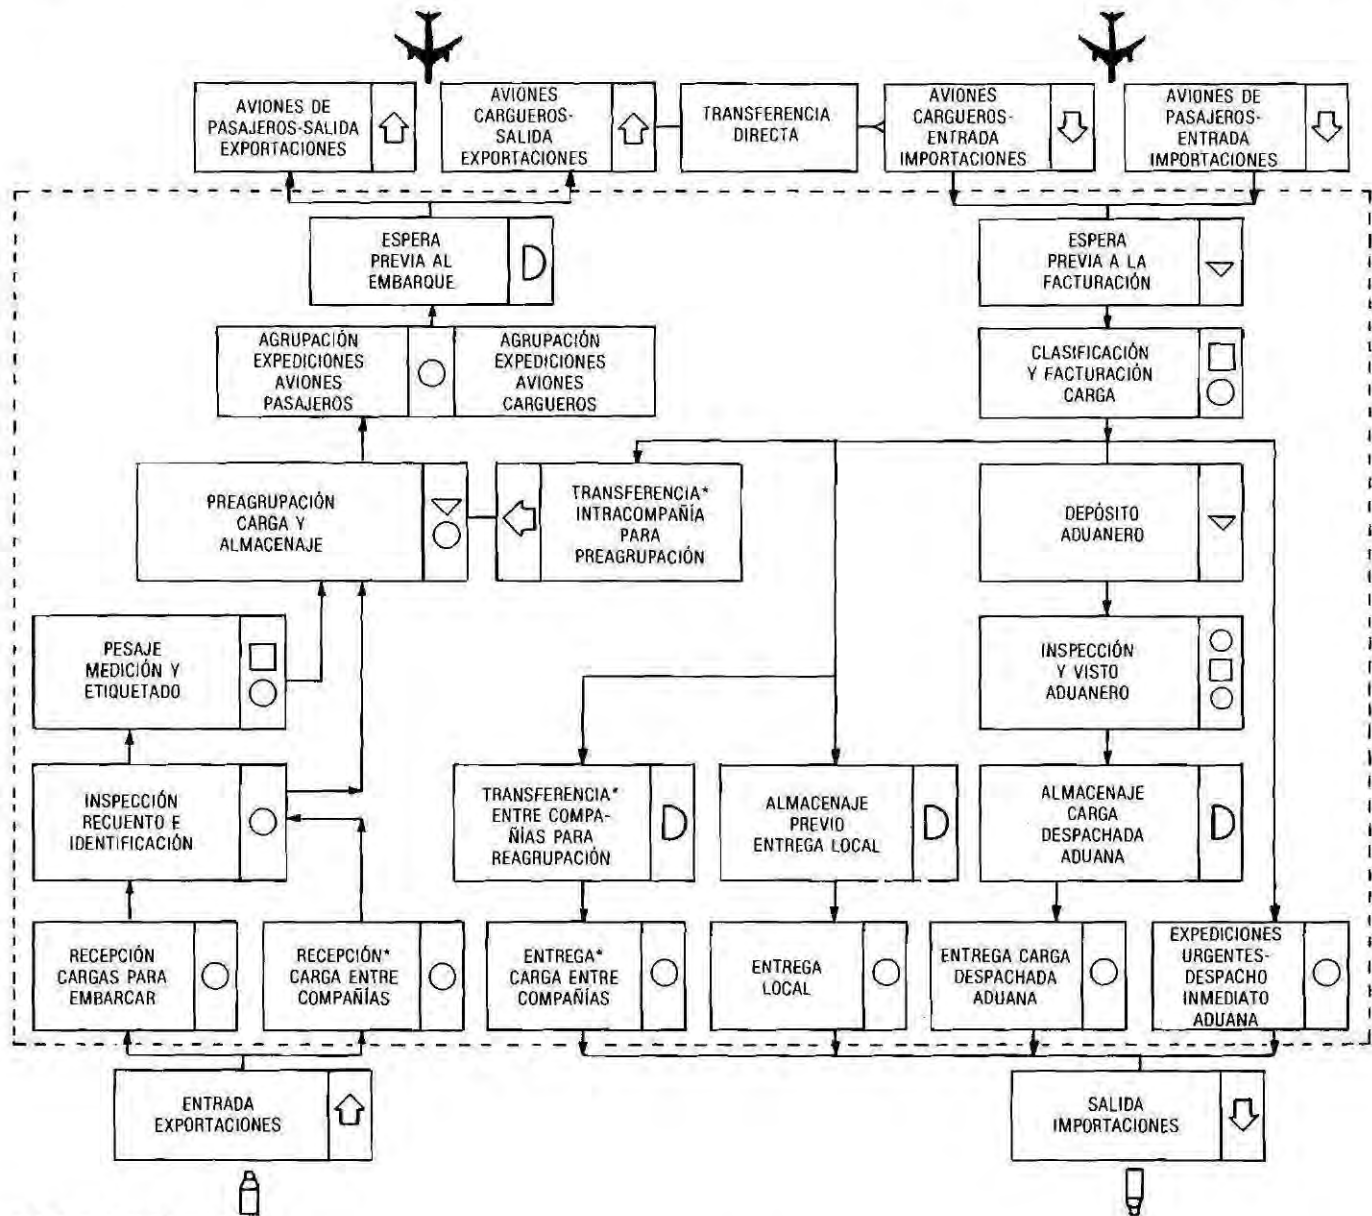 AVIONES DE
PASAJEROS-SALIDA
EXPORTACIONES
AVIONES
CARGUEROS-
SALIDA
EXPORTACIONES
TRANSFERENCIA
DIRECTA
AVIONES
CARGUEROS-
ENTRADA
IMPORTACIONES
AVIONES DE
PASAJEROS-
ENTRADA
IMPORTACIONES
ESPERA
PREVIA AL
EMBARQUE
ESPERA
PREVIA A LA
FACTURACIÓN
AGRUPACIÓN
EXPEDICIONES
AVIONES
PASAJEROS
AGRUPACIÓN
EXPEDICIONES
AVIONES
CARGUEROS
CLASIFICACIÓN
Y FACTURACIÓN
CARGA
PREAGRUPACIÓN
CARGA Y
ALMACENAJE
TRANSFERENCIA*
INTRACOMPAÑÍA
PARA
PREAGRUPACIÓN
DEPÓSITO
ADUANERO
PESAJE
MEDICIÓN Y
ETIQUETADO
INSPECCIÓN
Y VISTO
ADUANERO
INSPECCIÓN
RECUENTO E
IDENTIFICACIÓN
TRANSFERENCIA*
ENTRE COMPA-
ÑÍAS PARA
REAGRUPACIÓN
ALMACENAJE
PREVIO
ENTREGA LOCAL
ALMACENAJE
CARGA
DESPACHADA
ADUANA
RECEPCIÓN
CARGAS PARA
EMBARCAR
RECEPCIÓN*
CARGA ENTRE
COMPAÑÍAS
ENTREGA*
CARGA ENTRE
COMPAÑÍAS
ENTREGA
LOCAL
ENTREGA CARGA
DESPACHADA
ADUANA
EXPEDICIONES
URGENTES-
DESPACHO
INMEDIATO
ADUANA
ENTRADA
EXPORTACIONES
SALIDA
IMPORTACIONES